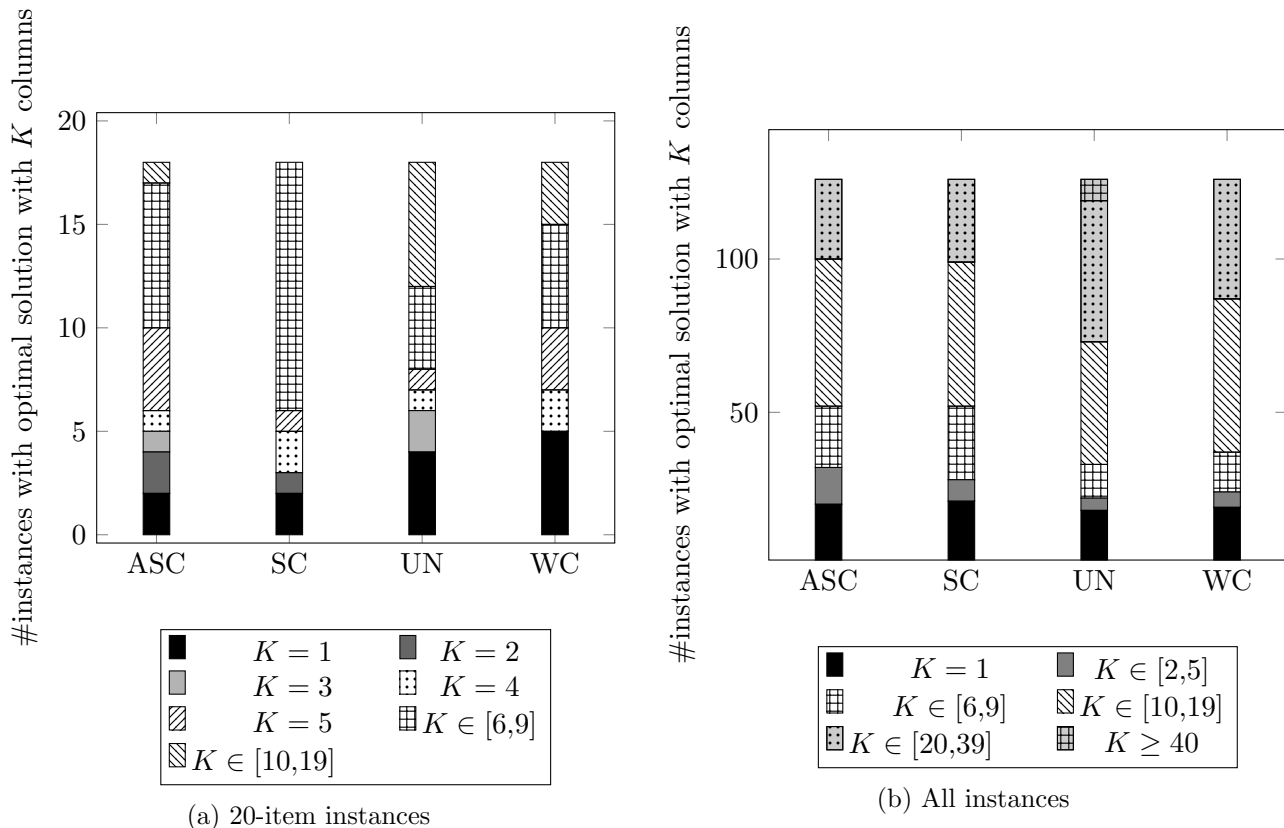 #instances with optimal solution with K columns
20
15
10
5
0
ASC SC UN WC
K = 1 K = 2
K = 3 K = 4
K = 5 K ∈ [6,9]
K ∈ [10,19]
(a) 20-item instances
#instances with optimal solution with K columns
100
50
ASC SC UN WC
K = 1 K ∈ [2,5]
K ∈ [6,9] K ∈ [10,19]
K ∈ [20,39] K ≥ 40
(b) All instances